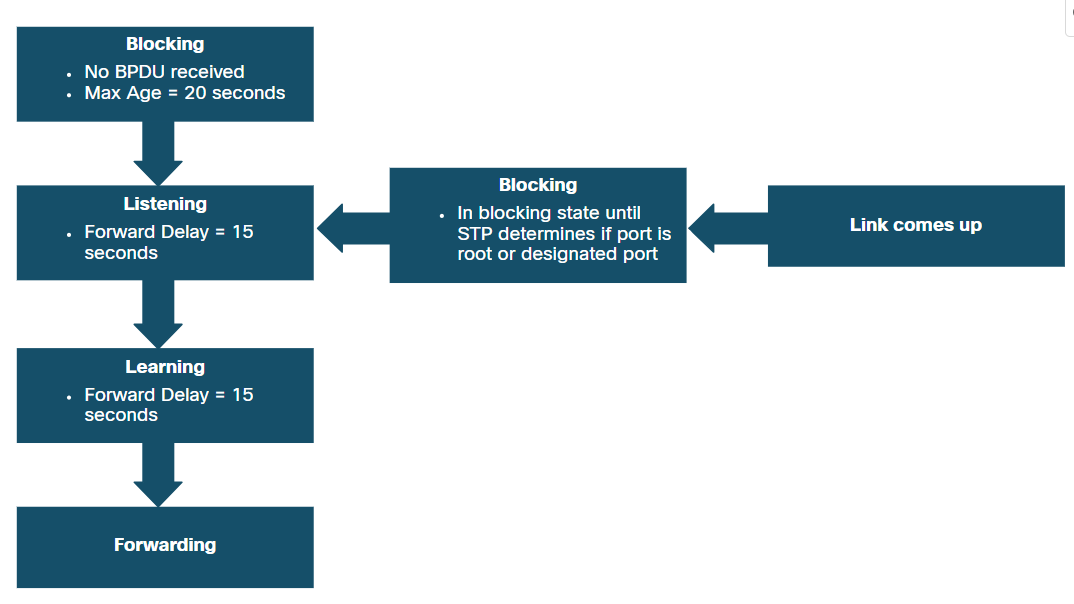 Blocking
• No BPDU received
• Max Age = 20 seconds
Listening
• Forward Delay = 15
seconds
Blocking
• In blocking state until
STP determines if port is
root or designated port
Link comes up
Learning
• Forward Delay = 15
seconds
Forwarding